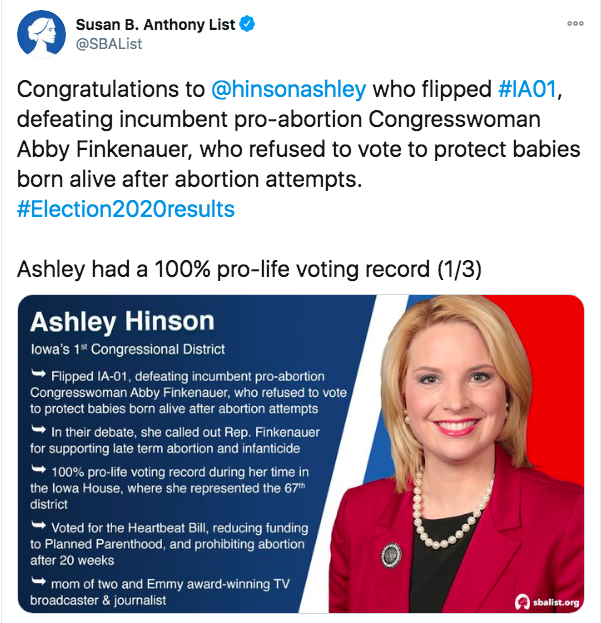 Susan B. Anthony List
@SBAList
Congratulations to @hinsonashley who flipped #IA01,
defeating incumbent pro-abortion Congresswoman
Abby Finkenauer, who refused to vote to protect babies
born alive after abortion attempts.
#Election2020results
Ashley had a 100% pro-life voting record (1/3)
Ashley Hinson
Iowa's 1st Congressional District
Flipped IA-01, defeating incumbent pro-abortion
Congresswoman Abby Finkenauer, who refused to vote
to protect babies born alive after abortion attempts
In their debate, she called out Rep. Finkenauer
for supporting late term abortion and infanticide
100% pro-life voting record during her time in
the Iowa House, where she represented the 67th
district
Voted for the Heartbeat Bill, reducing funding
to Planned Parenthood, and prohibiting abortion
after 20 weeks
mom of two and Emmy award-winning TV
broadcaster & journalist
sbalist.org